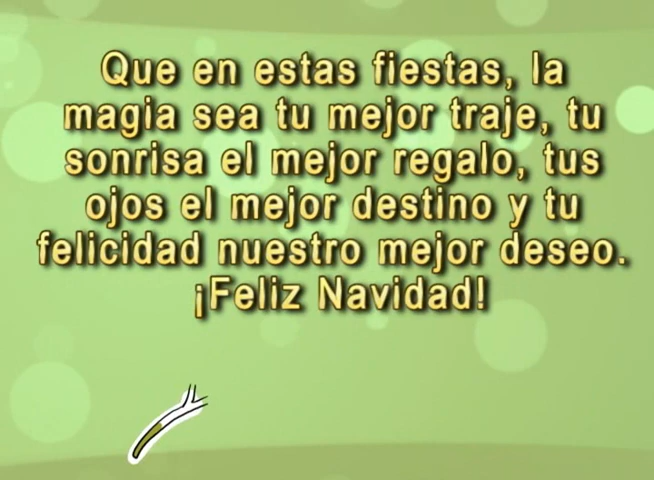 Que en estas fiestas, la
magia sea tu mejor traje, tu
sonrisa el mejor regalo, tus
ojos el mejor destino y tu
felicidad nuestro mejor deseo.
¡Feliz Navidad!